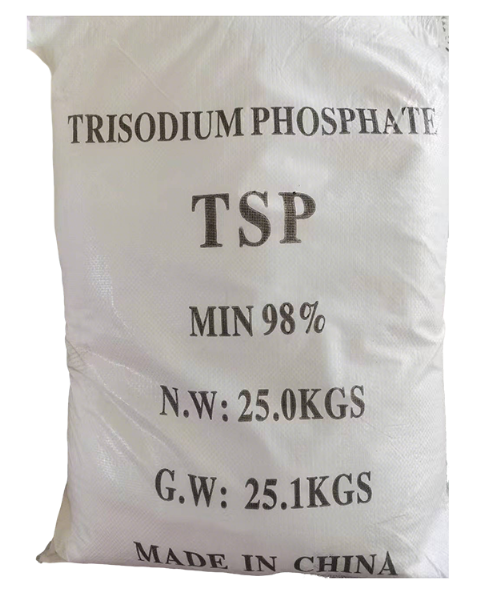 TRISODIUM PHOSPHATE
TSP
MIN 98%
N.W: 25.0KGS
G.W: 25.1KGS
MADE IN CHINA